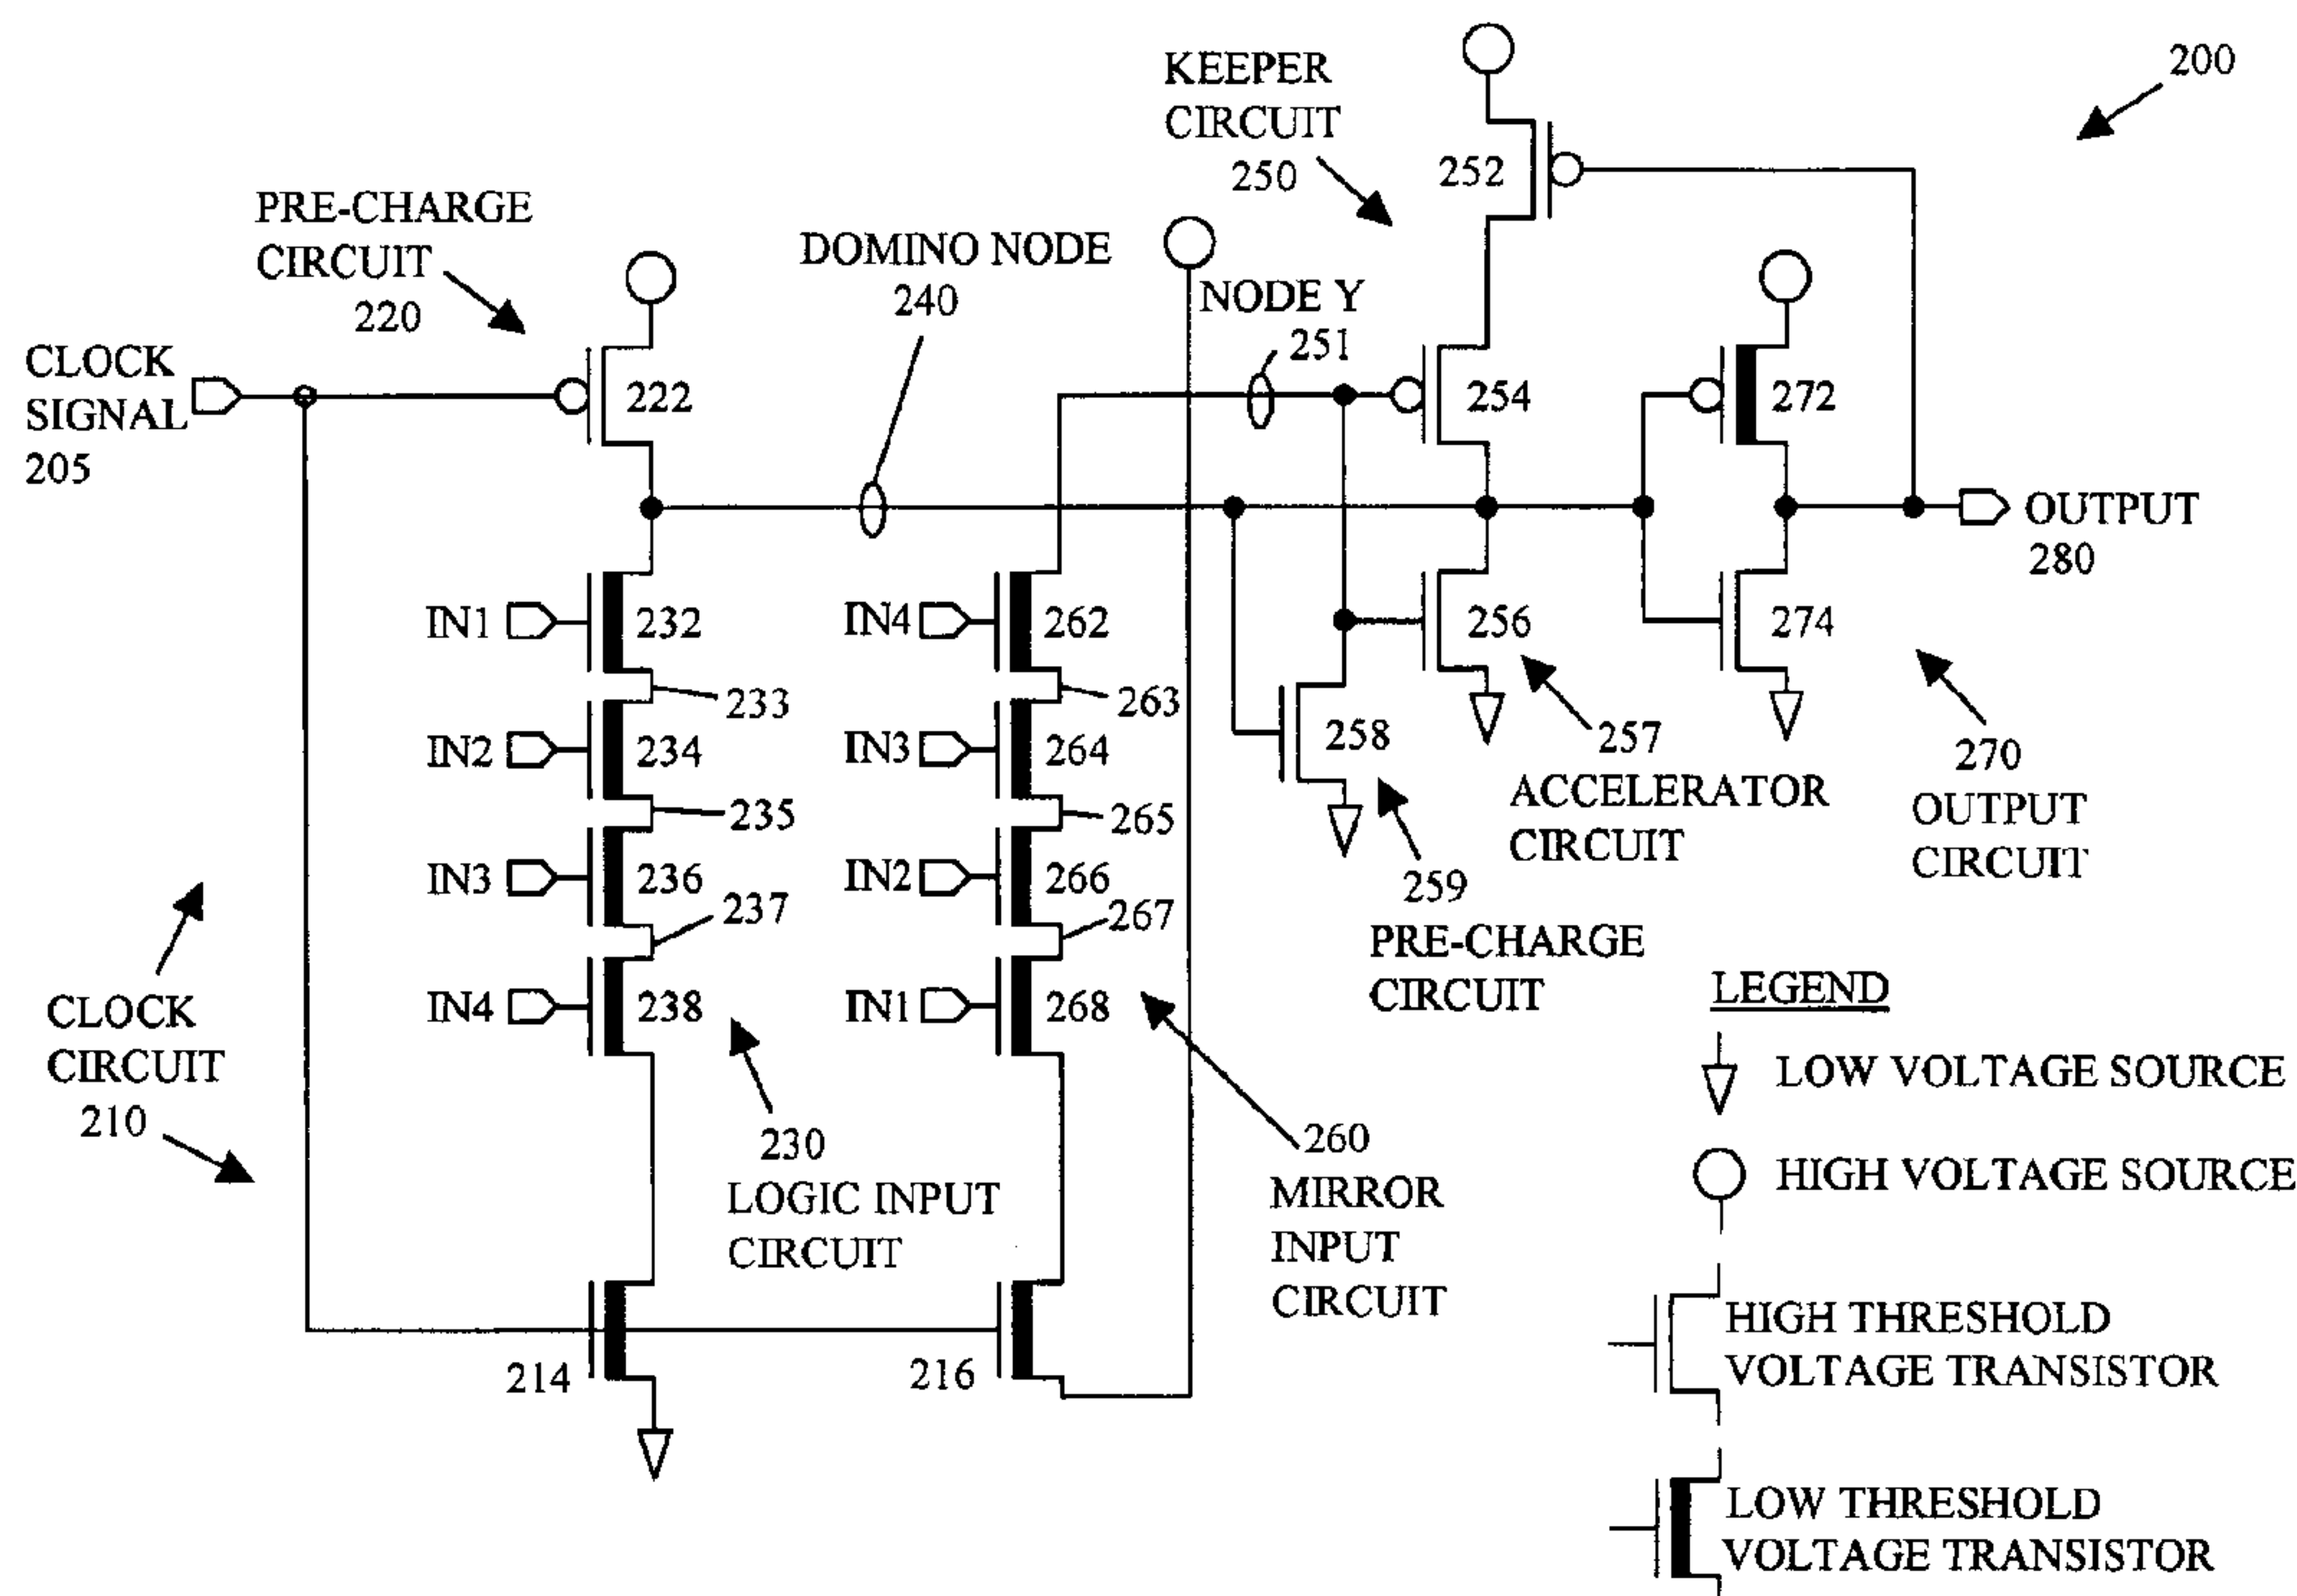 KEEPER
CIRCUIT
250
200
252
PRE-CHARGE
CIRCUIT
220
DOMINO NODE
240
NODE Y
251
CLOCK
SIGNAL
205
222
254
272
OUTPUT
280
IN1
232
IN4
262
256
274
233
263
IN2
234
IN3
264
258
257
ACCELERATOR
CIRCUIT
270
OUTPUT
CIRCUIT
235
265
IN3
236
IN2
266
259
PRE-CHARGE
CIRCUIT
237
267
IN4
238
IN1
268
CLOCK
CIRCUIT
210
230
LOGIC INPUT
CIRCUIT
260
MIRROR
INPUT
CIRCUIT
214
216
LEGEND
LOW VOLTAGE SOURCE
HIGH VOLTAGE SOURCE
HIGH THRESHOLD
VOLTAGE TRANSISTOR
LOW THRESHOLD
VOLTAGE TRANSISTOR